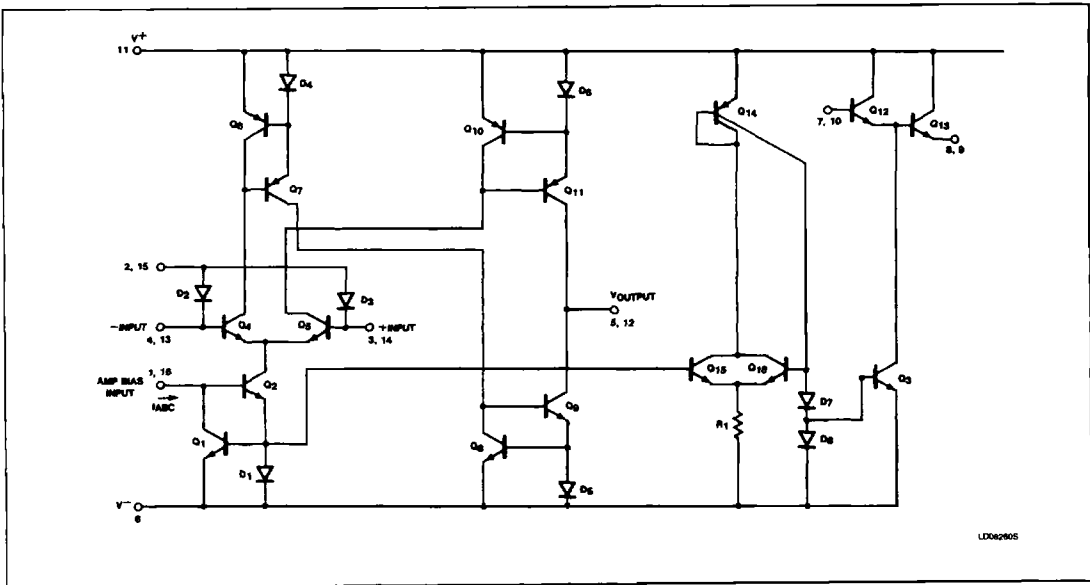 V+
11
D4
D6
Q6
Q10
Q14
Q12
Q13
7, 10
8, 9
Q7
Q11
2, 15
D2
D3
VOUTPUT
5, 12
-INPUT
4, 13
Q4
Q5
+INPUT
3, 14
1, 16
AMP BIAS
INPUT
IABC
Q2
Q15
Q16
Q3
Q9
D7
Q1
R1
Q8
D8
D1
D5
V-
6
LD08260S